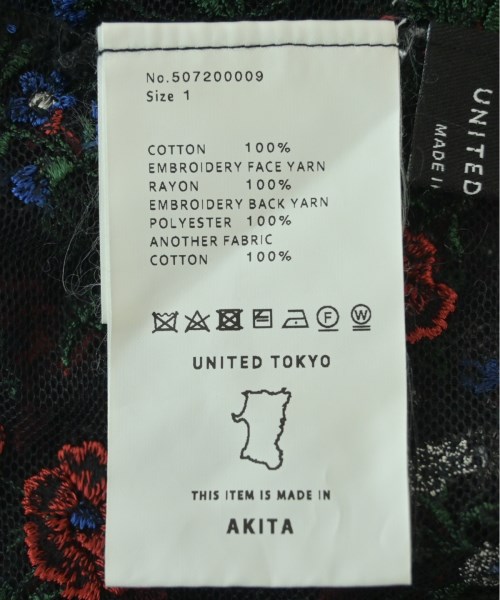 No.507200009
Size 1
COTTON 100%
EMBROIDERY FACE YARN
RAYON 100%
EMBROIDERY BACK YARN
POLYESTER 100%
ANOTHER FABRIC
COTTON 100%
F W
UNITED TOKYO
THIS ITEM IS MADE IN
AKITA
UNITED
MADE I